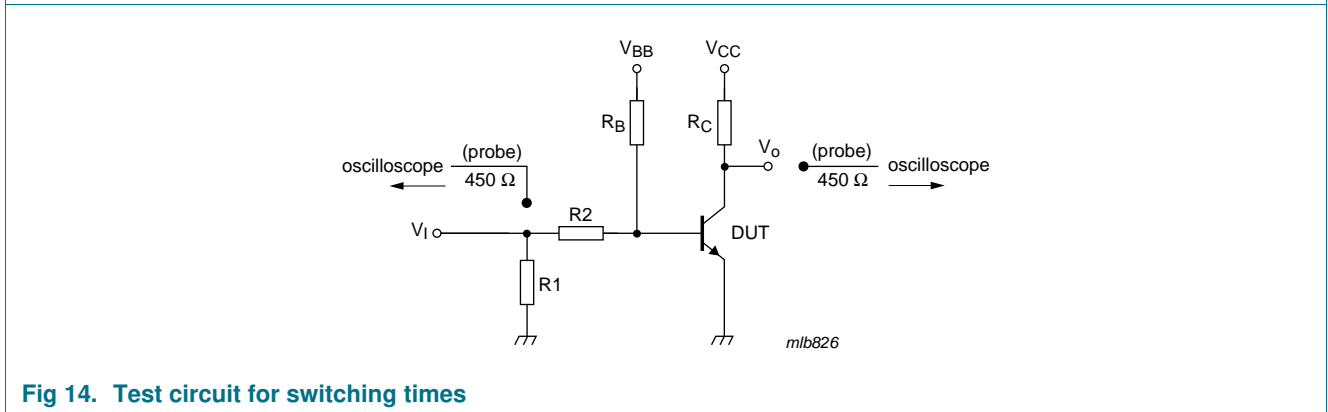 V_BB V_CC
R_B R_C
V_o
(probe) (probe)
oscilloscope oscilloscope
450 Ω 450 Ω
R2
V_I DUT
R1
mlb826
Fig 14. Test circuit for switching times